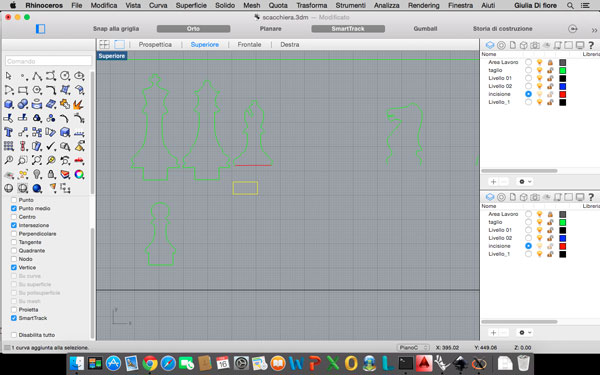 Rhinoceros File Modifica Vista Curva Superficie Solido Mesh Quota Trasforma Strumenti Analizza Rendering Finestra Aiuto Giulia Di fiore
scacchiera.3dm — Modificato
Snap alla griglia Orto Planare SmartTrack Gumball Storia di costruzione
Prospettica Superiore Frontale Destra
Superiore
Comando
Nome Li... Materiale Libreria
Area Lavoro
taglio
Livello 01
Livello 02
incisione
Livello_1
Punto
Punto medio
Centro
Intersezione
Perpendicolare
Tangente
Quadrante
Nodo
Vertice
Su curva
Su superficie
Su polisuperficie
Su mesh
Proietta
SmartTrack
Disabilita tutto
Nome
Area Lavoro
taglio
Livello 01
Livello 02
incisione
Livello_1
y
x
1 curva aggiunta alla selezione.
PianoC X: 395.02 Y: 449.06 Z: 0.00